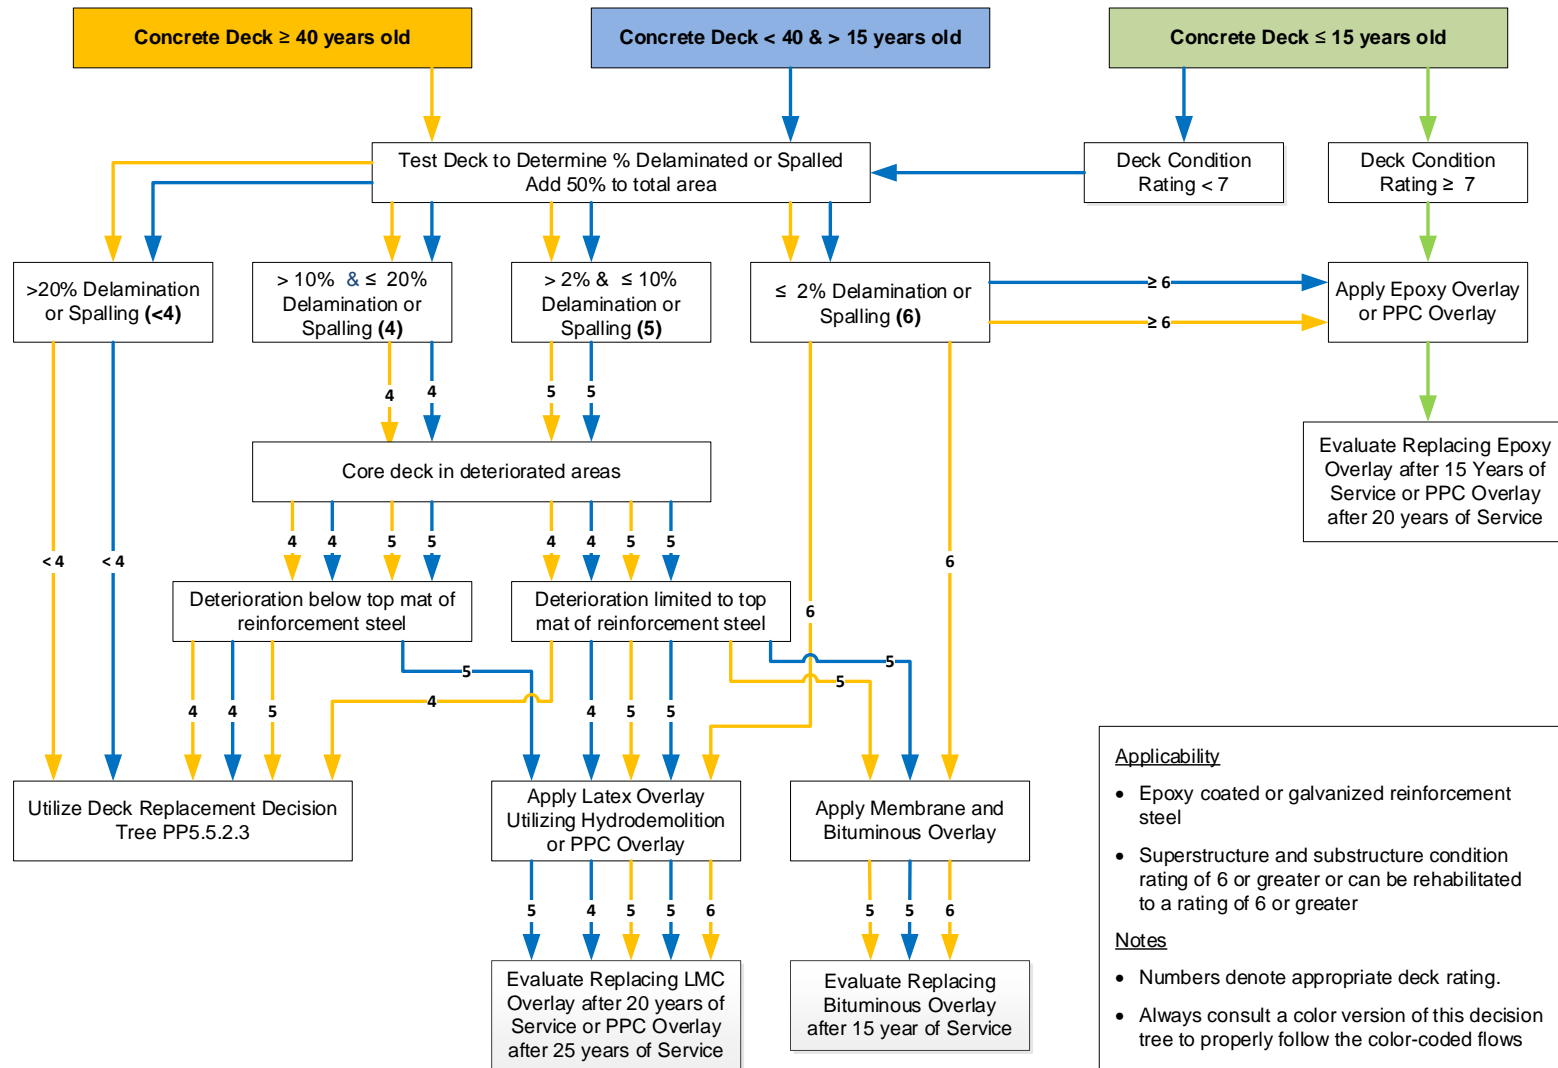 Concrete Deck ≥ 40 years old
Concrete Deck < 40 & > 15 years old
Concrete Deck ≤ 15 years old
Test Deck to Determine % Delaminated or Spalled
Add 50% to total area
Deck Condition
Rating < 7
Deck Condition
Rating ≥ 7
>20% Delamination
or Spalling (<4)
> 10% & ≤ 20%
Delamination or
Spalling (4)
> 2% & ≤ 10%
Delamination or
Spalling (5)
≤ 2% Delamination or
Spalling (6)
≥ 6
≥ 6
Apply Epoxy Overlay
or PPC Overlay
4
4
5
5
Core deck in deteriorated areas
Evaluate Replacing Epoxy
Overlay after 15 Years of
Service or PPC Overlay
after 20 years of Service
< 4
< 4
4
4
5
5
4
4
5
5
6
6
Deterioration below top mat of
reinforcement steel
Deterioration limited to top
mat of reinforcement steel
4
4
5
5
4
4
5
5
5
5
Utilize Deck Replacement Decision
Tree PP5.5.2.3
Apply Latex Overlay
Utilizing Hydrodemolition
or PPC Overlay
Apply Membrane and
Bituminous Overlay
5
4
5
5
6
5
5
6
Evaluate Replacing LMC
Overlay after 20 years of
Service or PPC Overlay
after 25 years of Service
Evaluate Replacing
Bituminous Overlay
after 15 year of Service
Applicability
• Epoxy coated or galvanized reinforcement
steel
• Superstructure and substructure condition
rating of 6 or greater or can be rehabilitated
to a rating of 6 or greater
Notes
• Numbers denote appropriate deck rating.
• Always consult a color version of this decision
tree to properly follow the color-coded flows